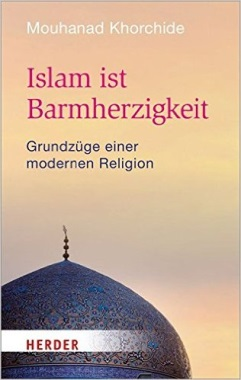 Mouhanad Khorchide
Islam ist
Barmherzigkeit
Grundzüge einer
modernen Religion
HERDER